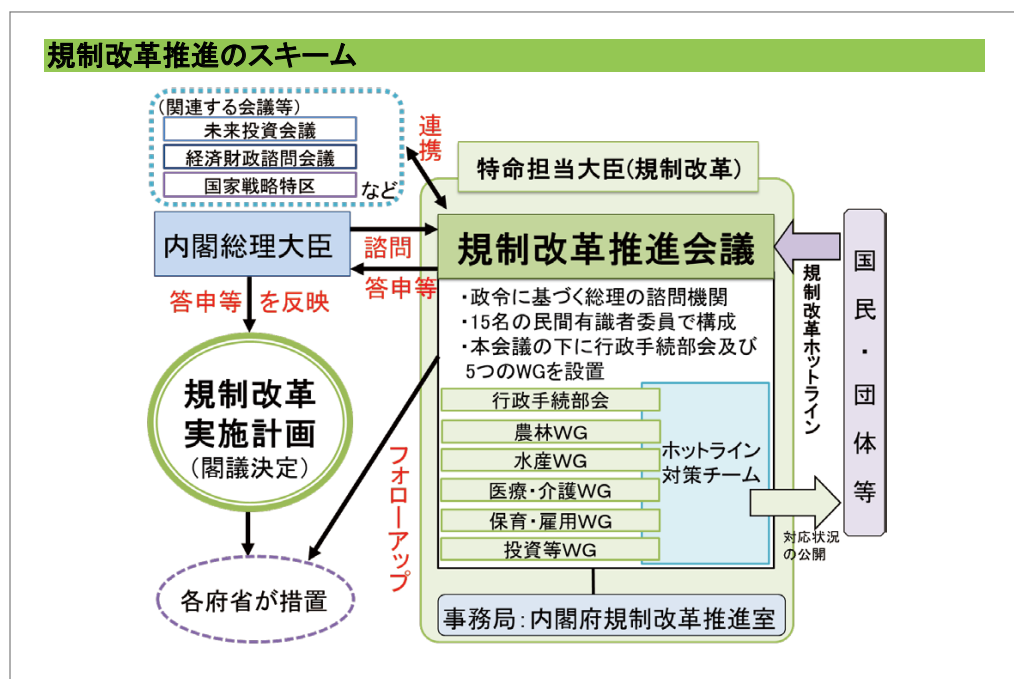 規制改革推進のスキーム
(関連する会議等)
未来投資会議
経済財政諮問会議
国家戦略特区
など
連携
特命担当大臣(規制改革)
内閣総理大臣
諮問
答申等
規制改革推進会議
・政令に基づく総理の諮問機関
・15名の民間有識者委員で構成
・本会議の下に行政手続部会及び
5つのWGを設置
行政手続部会
農林WG
水産WG
医療・介護WG
保育・雇用WG
投資等WG
ホットライン
対策チーム
規制改革ホットライン
国民・団体等
対応状況
の公開
答申等 を反映
規制改革
実施計画
(閣議決定)
フォローアップ
各府省が措置
事務局:内閣府規制改革推進室